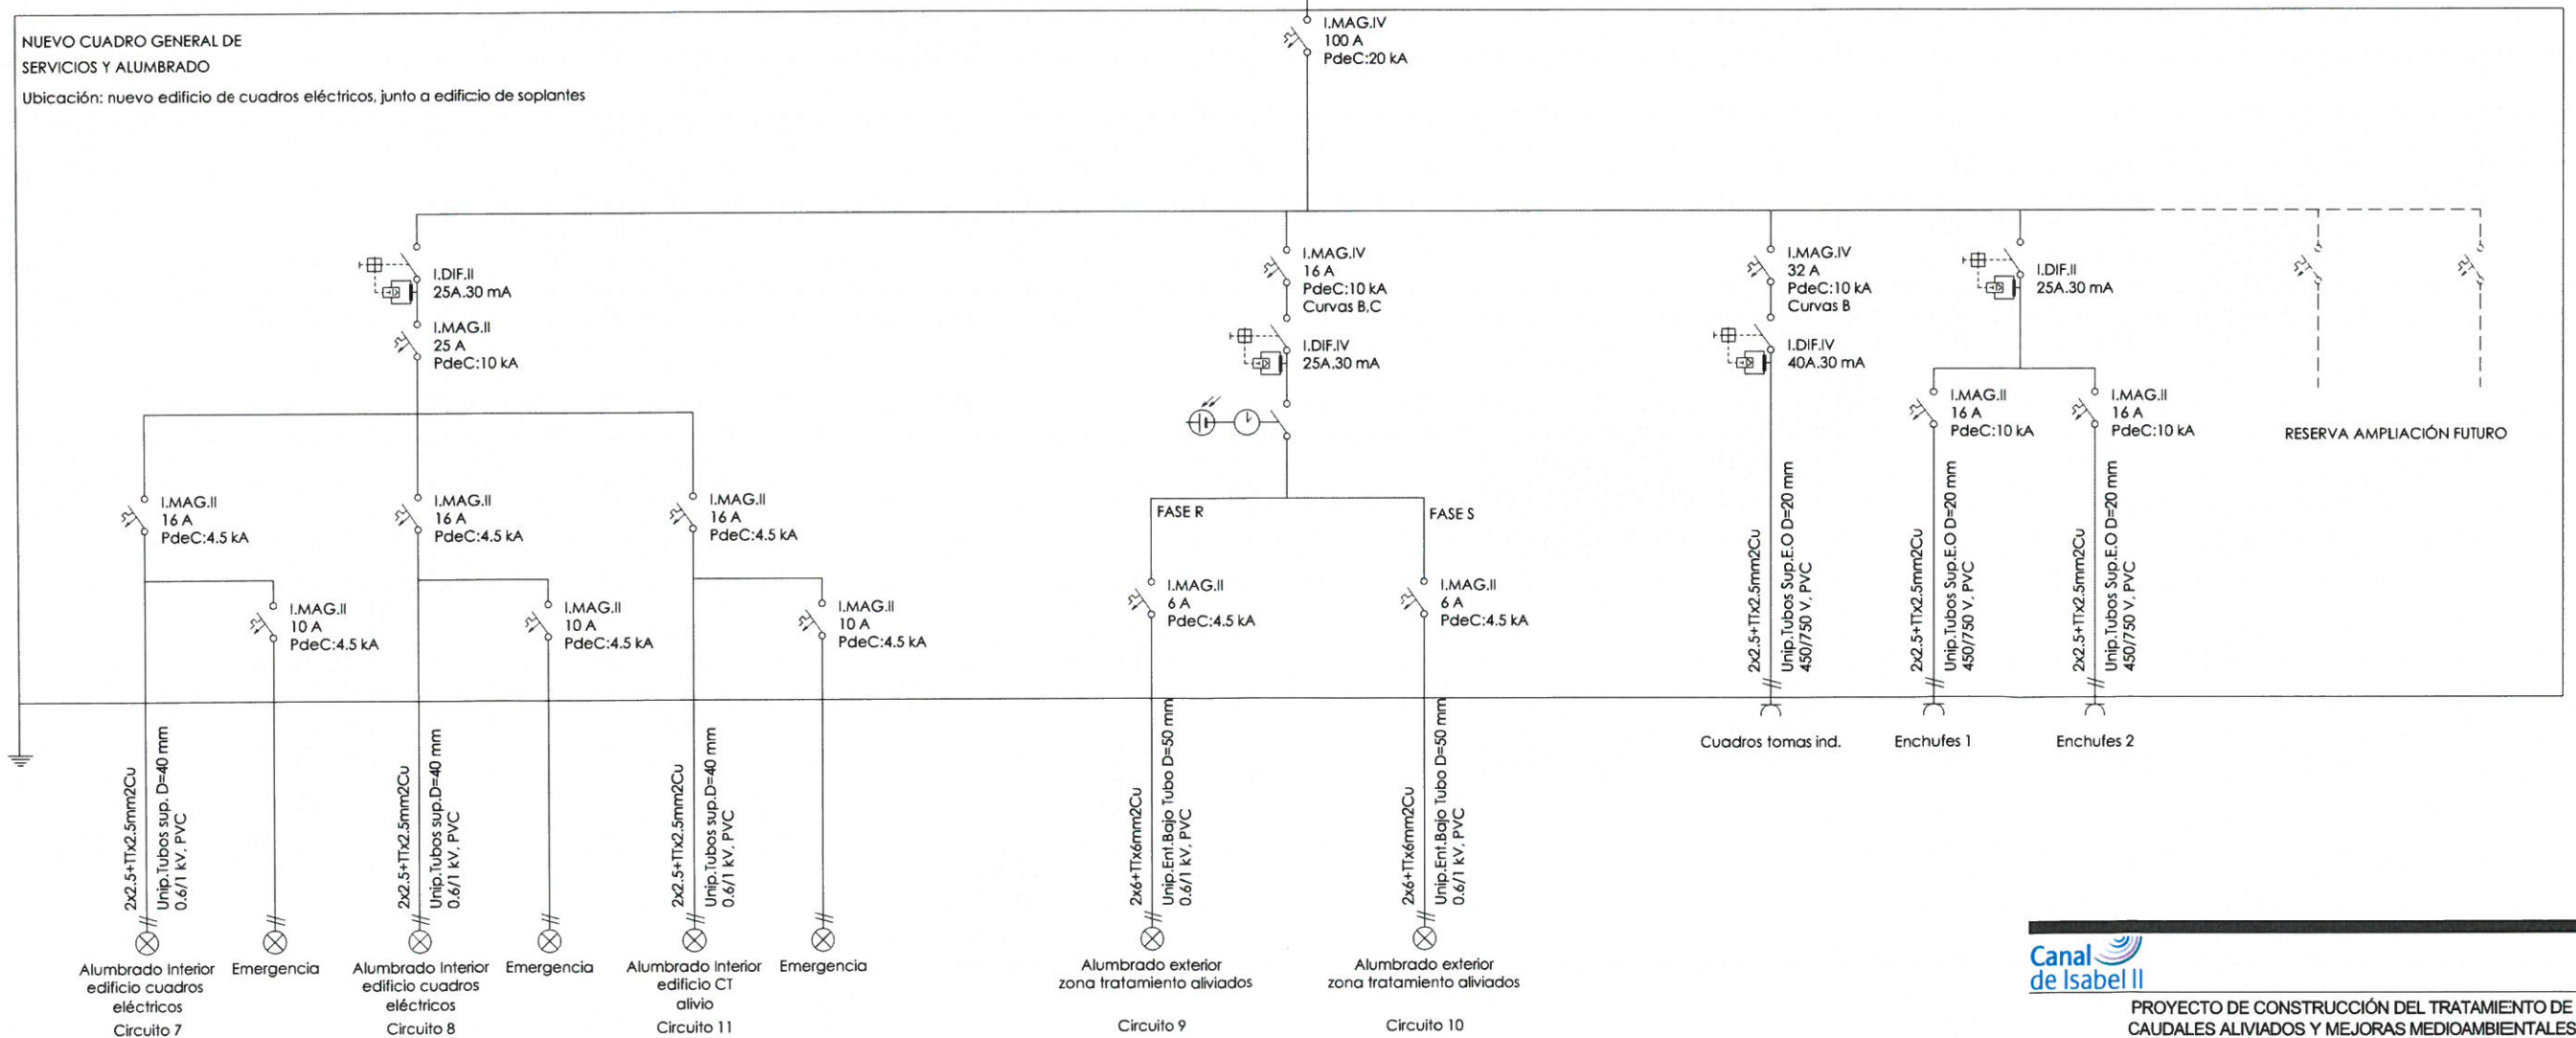 NUEVO CUADRO GENERAL DE
SERVICIOS Y ALUMBRADO
Ubicación: nuevo edificio de cuadros eléctricos, junto a edificio de soplantes
I.MAG.IV
100 A
PdeC:20 kA
I.DIF.II
25A.30 mA
I.MAG.II
25 A
PdeC:10 kA
I.MAG.IV
16 A
PdeC:10 kA
Curvas B,C
I.DIF.IV
25A.30 mA
I.MAG.IV
32 A
PdeC:10 kA
Curvas B
I.DIF.IV
40A.30 mA
I.DIF.II
25A.30 mA
I.MAG.II
16 A
PdeC:10 kA
I.MAG.II
16 A
PdeC:10 kA
RESERVA AMPLIACIÓN FUTURO
I.MAG.II
16 A
PdeC:4.5 kA
I.MAG.II
16 A
PdeC:4.5 kA
I.MAG.II
16 A
PdeC:4.5 kA
FASE R
FASE S
I.MAG.II
10 A
PdeC:4.5 kA
I.MAG.II
10 A
PdeC:4.5 kA
I.MAG.II
10 A
PdeC:4.5 kA
I.MAG.II
6 A
PdeC:4.5 kA
I.MAG.II
6 A
PdeC:4.5 kA
2x2.5+TTx2.5mm2Cu
Unip.Tubos Sup.E.O D=20 mm
450/750 V, PVC
2x2.5+TTx2.5mm2Cu
Unip.Tubos Sup.E.O D=20 mm
450/750 V, PVC
2x2.5+TTx2.5mm2Cu
Unip.Tubos Sup.E.O D=20 mm
450/750 V, PVC
Cuadros tomas ind.
Enchufes 1
Enchufes 2
2x2.5+TTx2.5mm2Cu
Unip.Tubos sup. D=40 mm
0.6/1 kV, PVC
2x2.5+TTx2.5mm2Cu
Unip.Tubos sup.D=40 mm
0.6/1 kV, PVC
2x2.5+TTx2.5mm2Cu
Unip.Tubos sup.D=40 mm
0.6/1 kV, PVC
2x6+TTx6mm2Cu
Unip.Ent.Bajo Tubo D=50 mm
0.6/1 kV, PVC
2x6+TTx6mm2Cu
Unip.Ent.Bajo Tubo D=50 mm
0.6/1 kV, PVC
Alumbrado Interior
edificio cuadros
eléctricos
Circuito 7
Emergencia
Alumbrado Interior
edificio cuadros
eléctricos
Circuito 8
Emergencia
Alumbrado Interior
edificio CT
alivio
Circuito 11
Emergencia
Alumbrado exterior
zona tratamiento aliviados
Circuito 9
Alumbrado exterior
zona tratamiento aliviados
Circuito 10
Canal
de Isabel II
PROYECTO DE CONSTRUCCIÓN DEL TRATAMIENTO DE
CAUDALES ALIVIADOS Y MEJORAS MEDIOAMBIENTALES